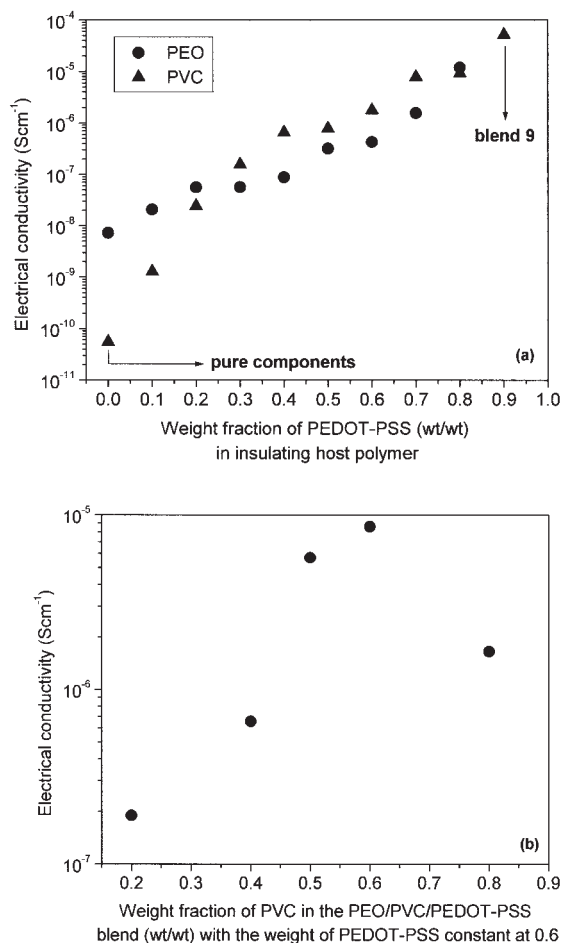 10⁻⁴
10⁻⁵
10⁻⁶
10⁻⁷
10⁻⁸
10⁻⁹
10⁻¹⁰
10⁻¹¹
Electrical conductivity (Scm⁻¹)
PEO
PVC
blend 9
pure components
(a)
0.0 0.1 0.2 0.3 0.4 0.5 0.6 0.7 0.8 0.9 1.0
Weight fraction of PEDOT-PSS (wt/wt)
in insulating host polymer
10⁻⁵
10⁻⁶
10⁻⁷
Electrical conductivity (Scm⁻¹)
(b)
0.2 0.3 0.4 0.5 0.6 0.7 0.8 0.9
Weight fraction of PVC in the PEO/PVC/PEDOT-PSS
blend (wt/wt) with the weight of PEDOT-PSS constant at 0.6